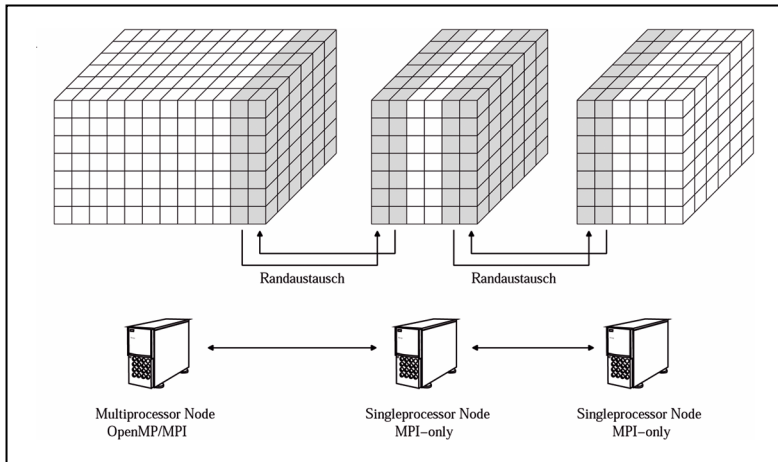 Randaustausch
Randaustausch
Multiprocessor Node
OpenMP/MPI
Singleprocessor Node
MPI−only
Singleprocessor Node
MPI−only